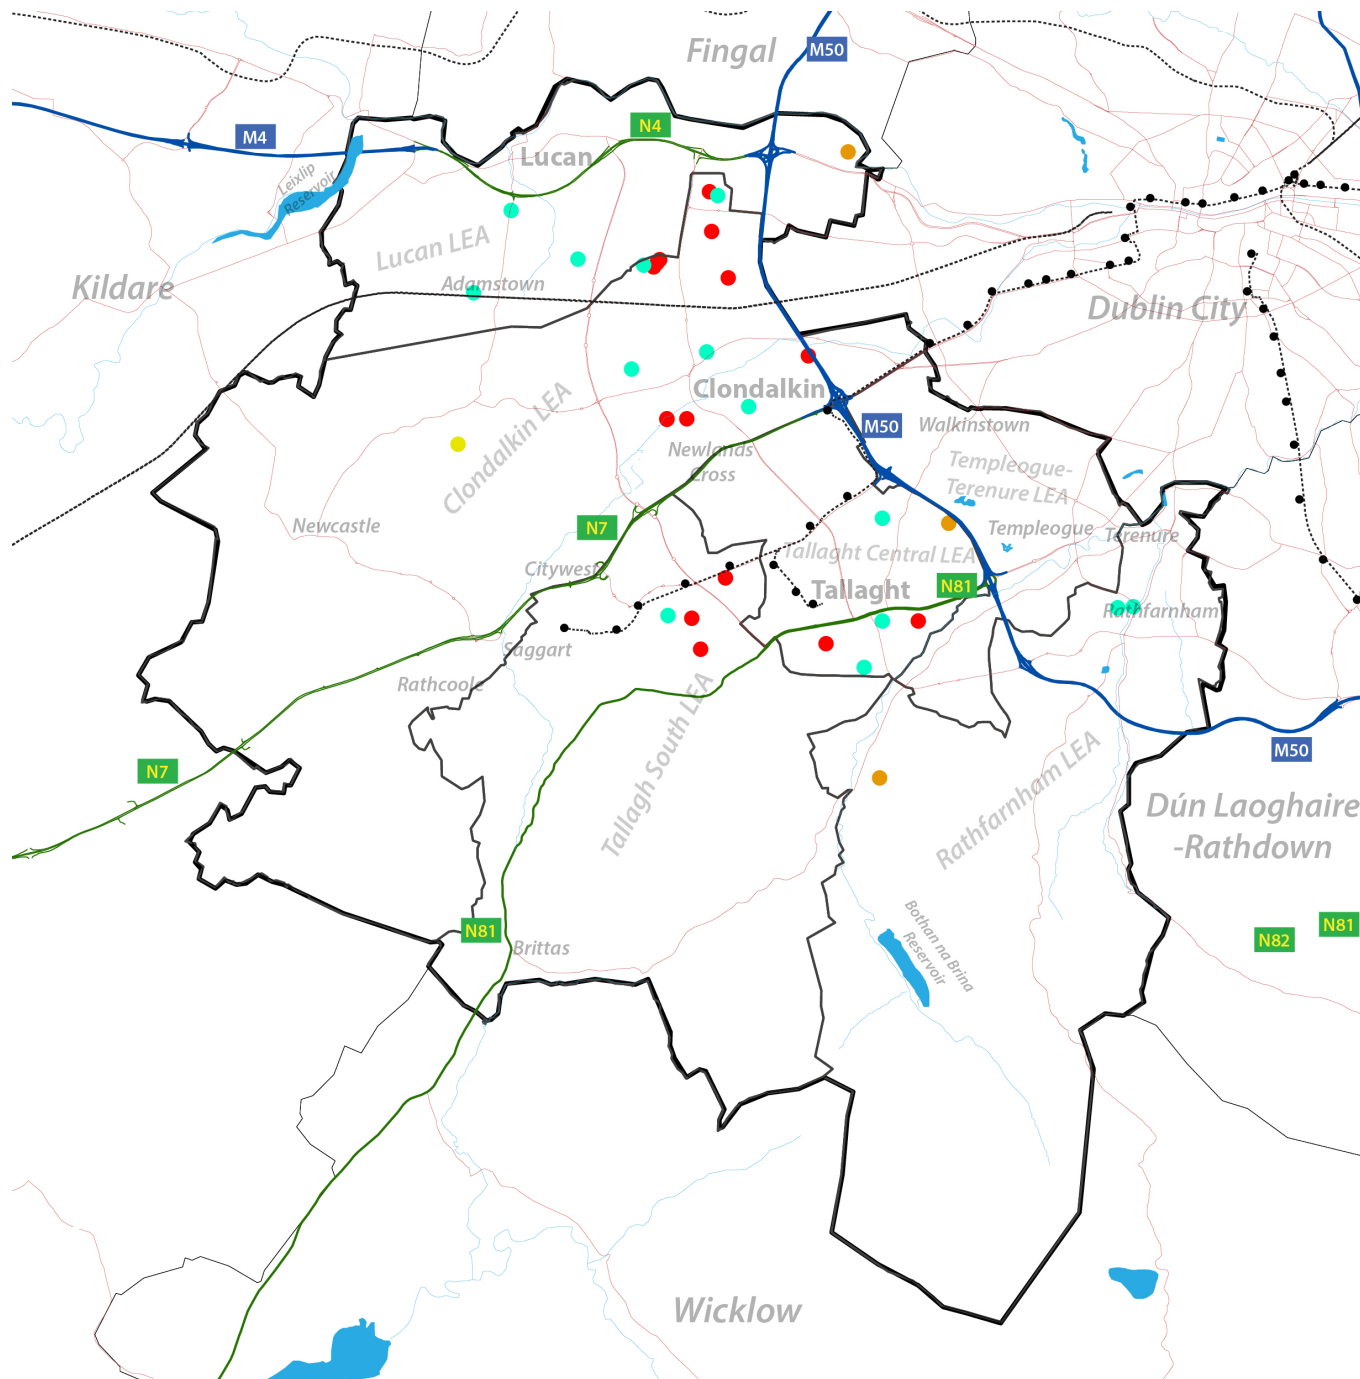 Fingal
M50
M4
N4
Lucan
Leixlip
Reservoir
Lucan LEA
Adamstown
Kildare
Dublin City
Clondalkin
Clondalkin LEA
M50
Walkinstown
Newlands
Cross
Templeogue-
Terenure LEA
Newcastle
N7
Templeogue
Terenure
Tallaght Central LEA
Citywest
Tallaght
N81
Rathfarnham
Saggart
Rathcoole
Tallagh South LEA
Rathfarnham LEA
M50
N7
Dún Laoghaire
-Rathdown
N81
Brittas
Bothan na Brina
Reservoir
N82
N81
Wicklow